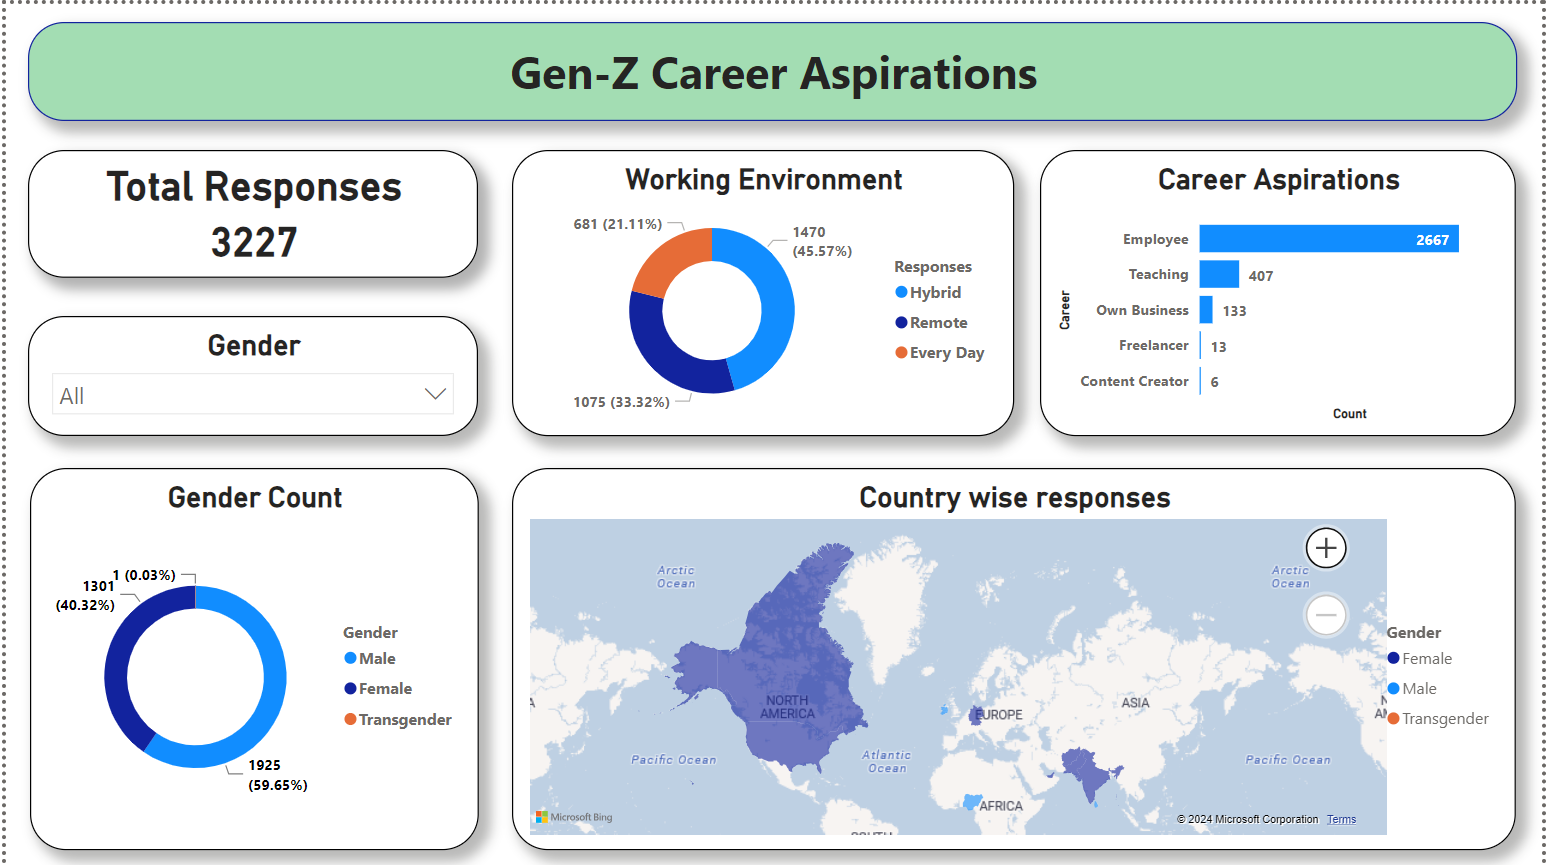 Gen-Z Career Aspirations
Total Responses
3227
Gender
All
Working Environment
681 (21.11%)
1470
(45.57%)
1075 (33.32%)
Responses
Hybrid
Remote
Every Day
Career Aspirations
Career
Employee
2667
Teaching
407
Own Business
133
Freelancer
13
Content Creator
6
Count
Gender Count
1 (0.03%)
1301
(40.32%)
1925
(59.65%)
Gender
Male
Female
Transgender
Country wise responses
Arctic
Ocean
Arctic
Ocean
NORTH
AMERICA
EUROPE
ASIA
Pacific Ocean
Atlantic
Ocean
Pacific Ocean
AFRICA
Microsoft Bing
© 2024 Microsoft Corporation
Terms
Gender
Female
Male
Transgender